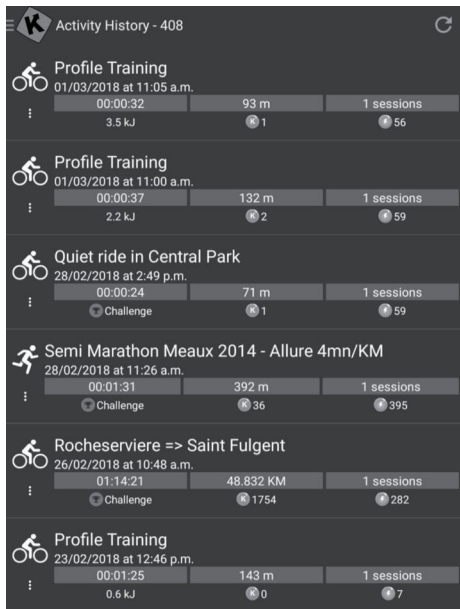 K Activity History - 408
Profile Training
01/03/2018 at 11:05 a.m.
00:00:32 93 m 1 sessions
3.5 kJ K 1 56
Profile Training
01/03/2018 at 11:00 a.m.
00:00:37 132 m 1 sessions
2.2 kJ K 2 59
Quiet ride in Central Park
28/02/2018 at 2:49 p.m.
00:00:24 71 m 1 sessions
Challenge K 1 59
Semi Marathon Meaux 2014 - Allure 4mn/KM
28/02/2018 at 11:26 a.m.
00:01:31 392 m 1 sessions
Challenge K 36 395
Rocheserviere => Saint Fulgent
26/02/2018 at 10:48 a.m.
01:14:21 48.832 KM 1 sessions
Challenge K 1754 282
Profile Training
23/02/2018 at 12:46 p.m.
00:01:25 143 m 1 sessions
0.6 kJ K 0 7